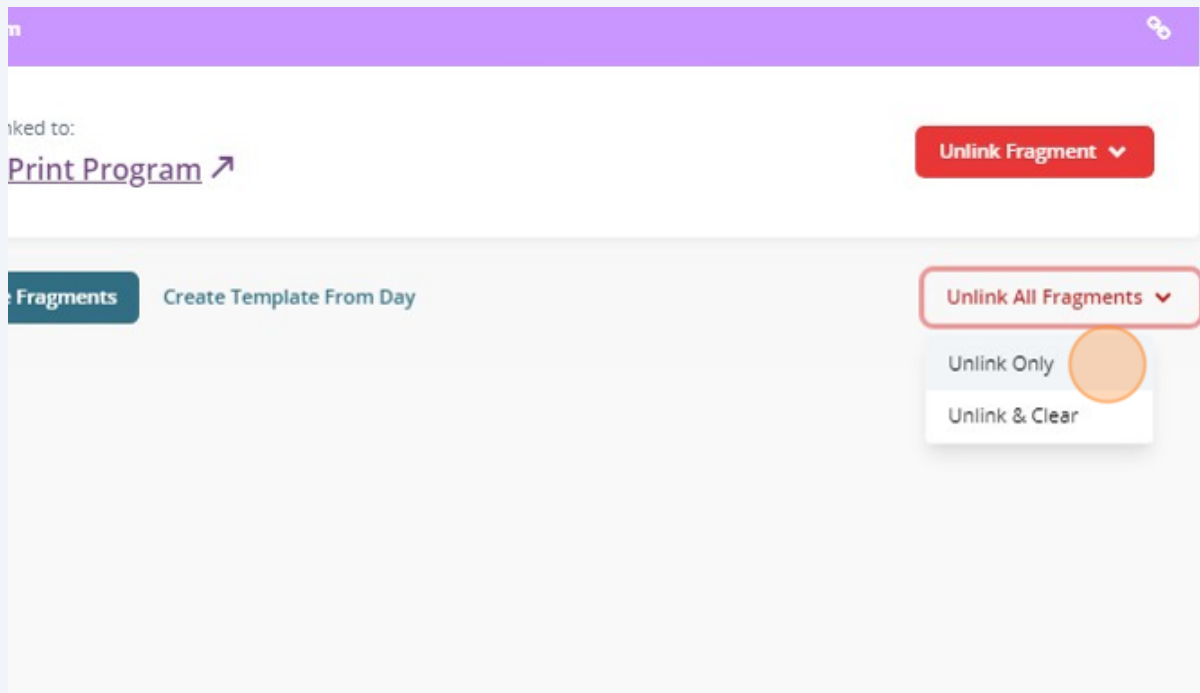 m
nked to:
Print Program
Unlink Fragment
Fragments
Create Template From Day
Unlink All Fragments
Unlink Only
Unlink & Clear